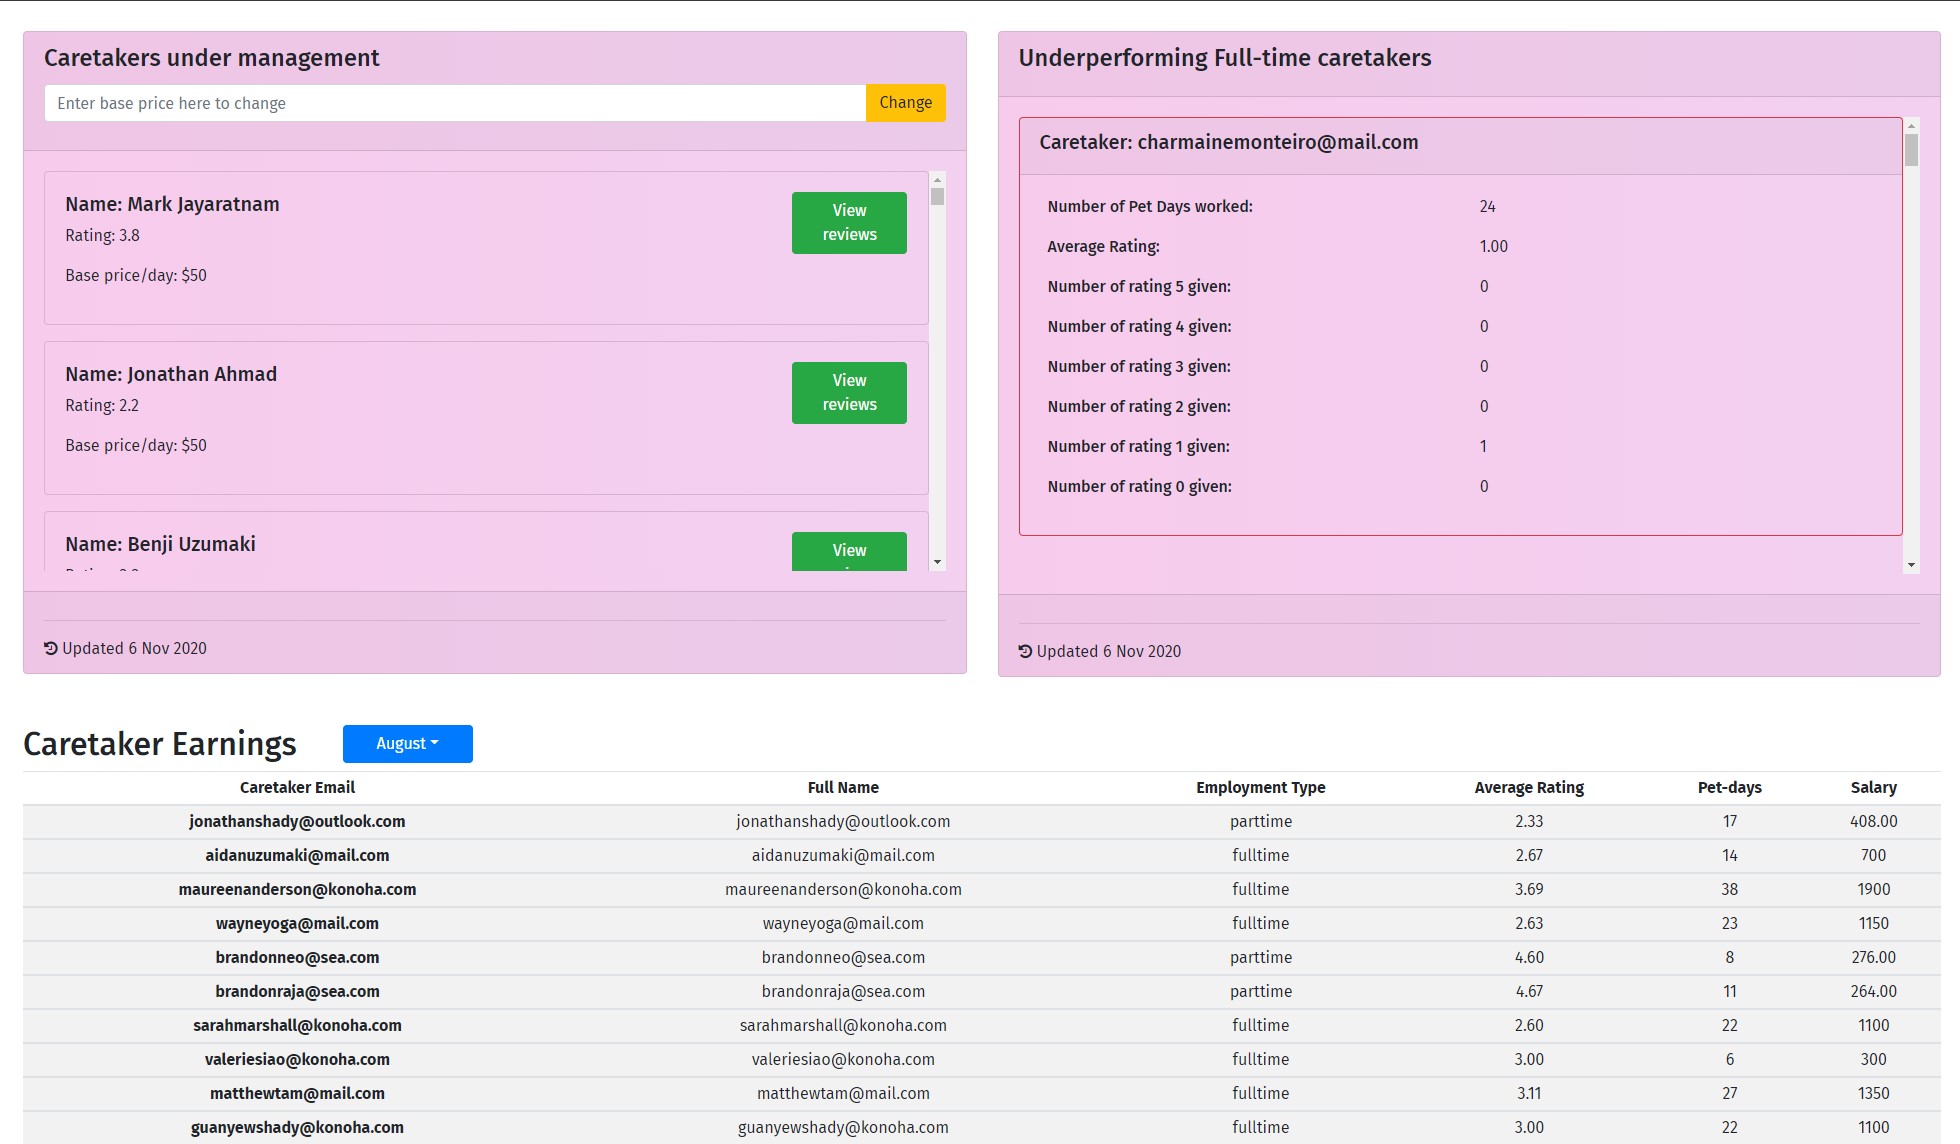 Caretakers under management
Enter base price here to change
Change
Name: Mark Jayaratnam
Rating: 3.8
Base price/day: $50
View
reviews
Name: Jonathan Ahmad
Rating: 2.2
Base price/day: $50
View
reviews
Name: Benji Uzumaki
View
Updated 6 Nov 2020
Underperforming Full-time caretakers
Caretaker: charmainemonteiro@mail.com
Number of Pet Days worked: 24
Average Rating: 1.00
Number of rating 5 given: 0
Number of rating 4 given: 0
Number of rating 3 given: 0
Number of rating 2 given: 0
Number of rating 1 given: 1
Number of rating 0 given: 0
Updated 6 Nov 2020
Caretaker Earnings August
Caretaker Email Full Name Employment Type Average Rating Pet-days Salary
jonathanshady@outlook.com jonathanshady@outlook.com parttime 2.33 17 408.00
aidanuzumaki@mail.com aidanuzumaki@mail.com fulltime 2.67 14 700
maureenanderson@konoha.com maureenanderson@konoha.com fulltime 3.69 38 1900
wayneyoga@mail.com wayneyoga@mail.com fulltime 2.63 23 1150
brandonneo@sea.com brandonneo@sea.com parttime 4.60 8 276.00
brandonraja@sea.com brandonraja@sea.com parttime 4.67 11 264.00
sarahmarshall@konoha.com sarahmarshall@konoha.com fulltime 2.60 22 1100
valeriesiao@konoha.com valeriesiao@konoha.com fulltime 3.00 6 300
matthewtam@mail.com matthewtam@mail.com fulltime 3.11 27 1350
guanyewshady@konoha.com guanyewshady@konoha.com fulltime 3.00 22 1100